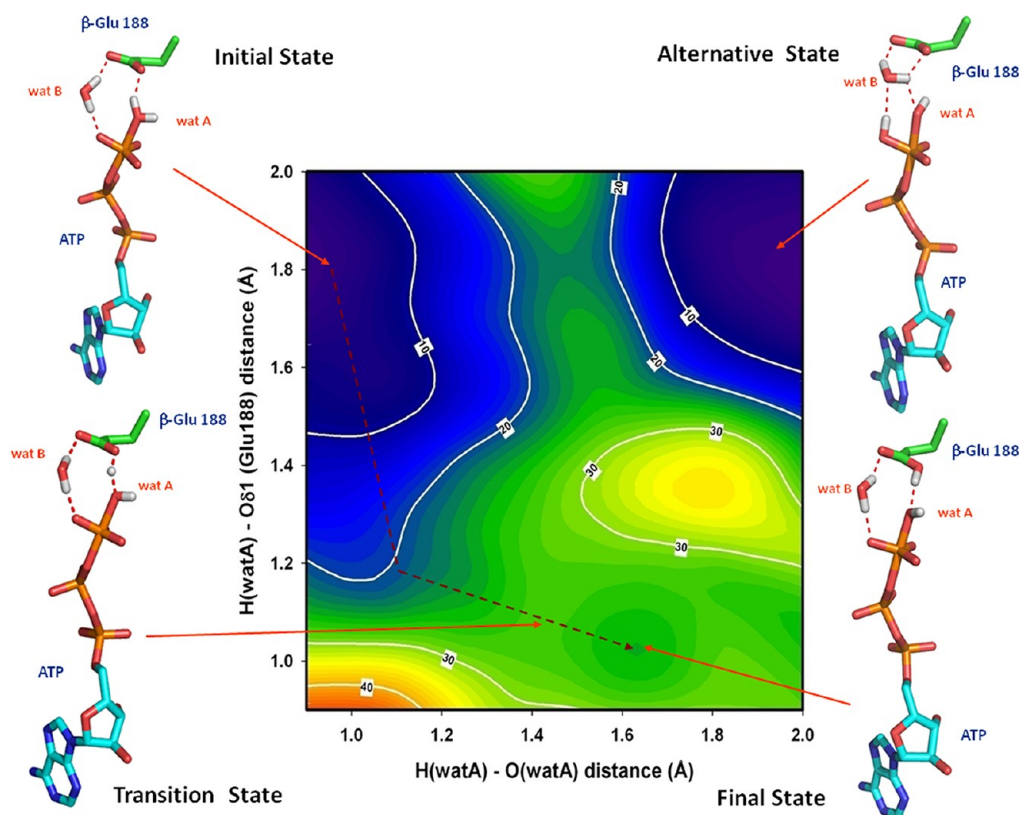 β-Glu 188
Initial State
wat B
wat A
ATP
Alternative State
β-Glu 188
wat B
wat A
ATP
β-Glu 188
wat B
wat A
ATP
Transition State
β-Glu 188
wat B
wat A
ATP
Final State
H(watA) - Oδ1 (Glu188) distance (Å)
2.0
1.8
1.6
1.4
1.2
1.0
20
10
10
20
20
30
30
30
30
40
1.0
1.2
1.4
1.6
1.8
2.0
H(watA) - O(watA) distance (Å)